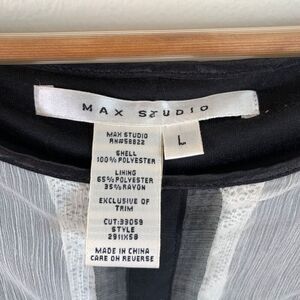 MAX STUDIO
L
MAX STUDIO
RN#58822
SHELL
100% POLYESTER
LINING
65% POLYESTER
35% RAYON
EXCLUSIVE OF
TRIM
CUT:33059
STYLE
2911X58
MADE IN CHINA
CARE ON REVERSE